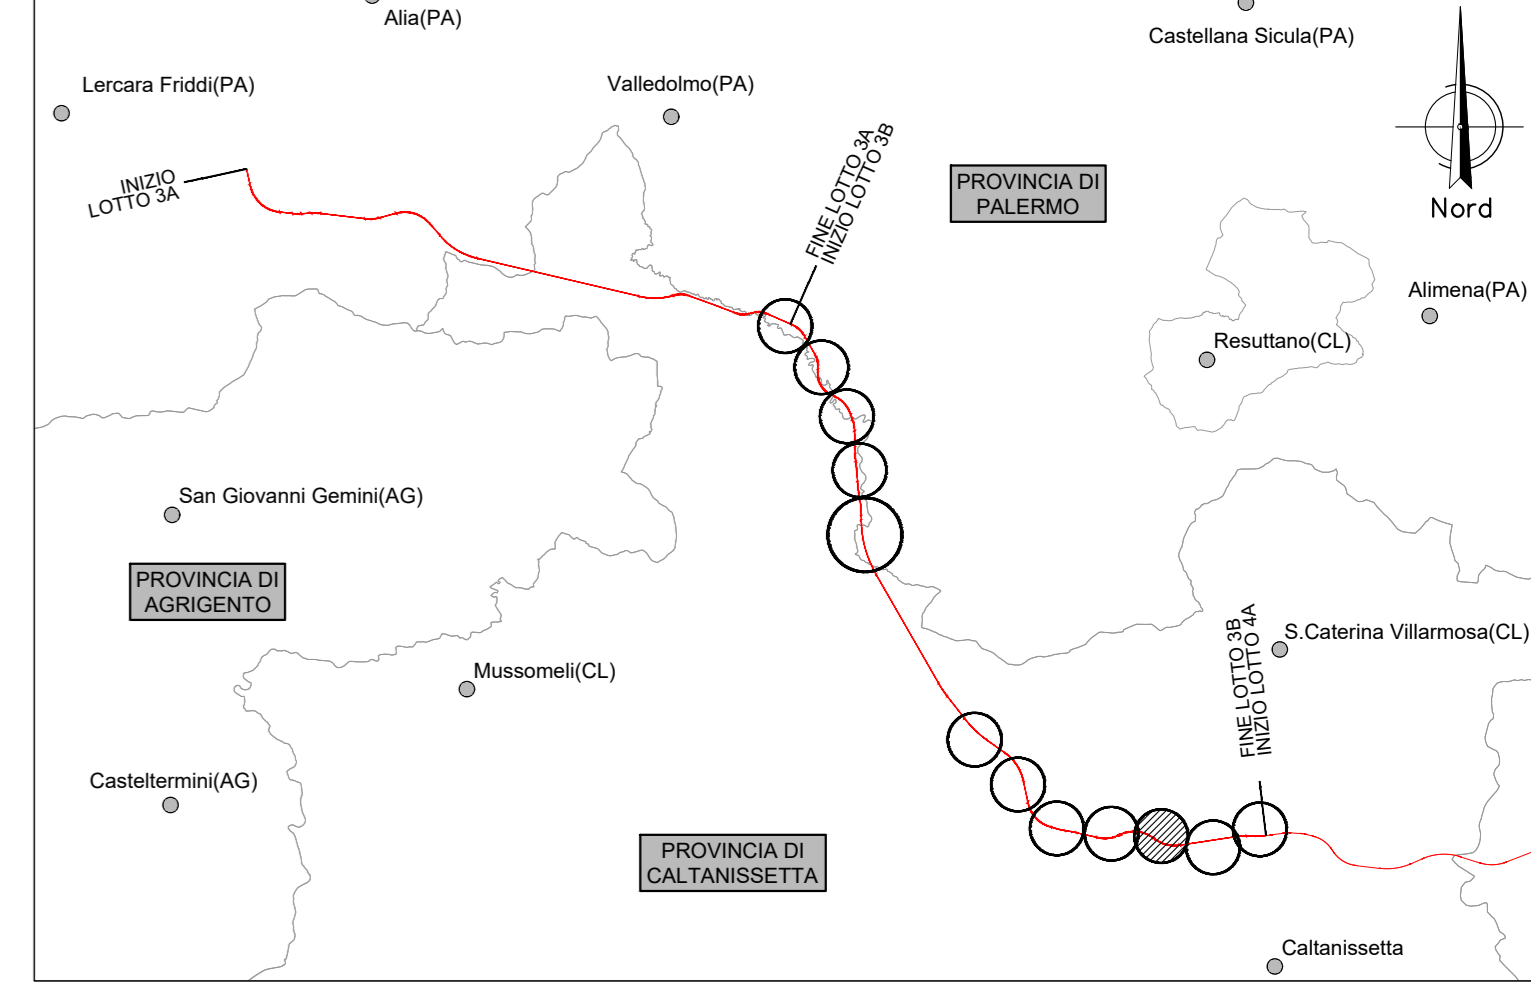 Alia(PA)
Castellana Sicula(PA)
Lercara Friddi(PA)
Valledolmo(PA)
INIZIO
LOTTO 3A
FINE LOTTO 3A
INIZIO LOTTO 3B
PROVINCIA DI
PALERMO
Nord
Alimena(PA)
Resuttano(CL)
San Giovanni Gemini(AG)
PROVINCIA DI
AGRIGENTO
S.Caterina Villarmosa(CL)
FINE LOTTO 3B
INIZIO LOTTO 4A
Mussomeli(CL)
Casteltermini(AG)
PROVINCIA DI
CALTANISSETTA
Caltanissetta